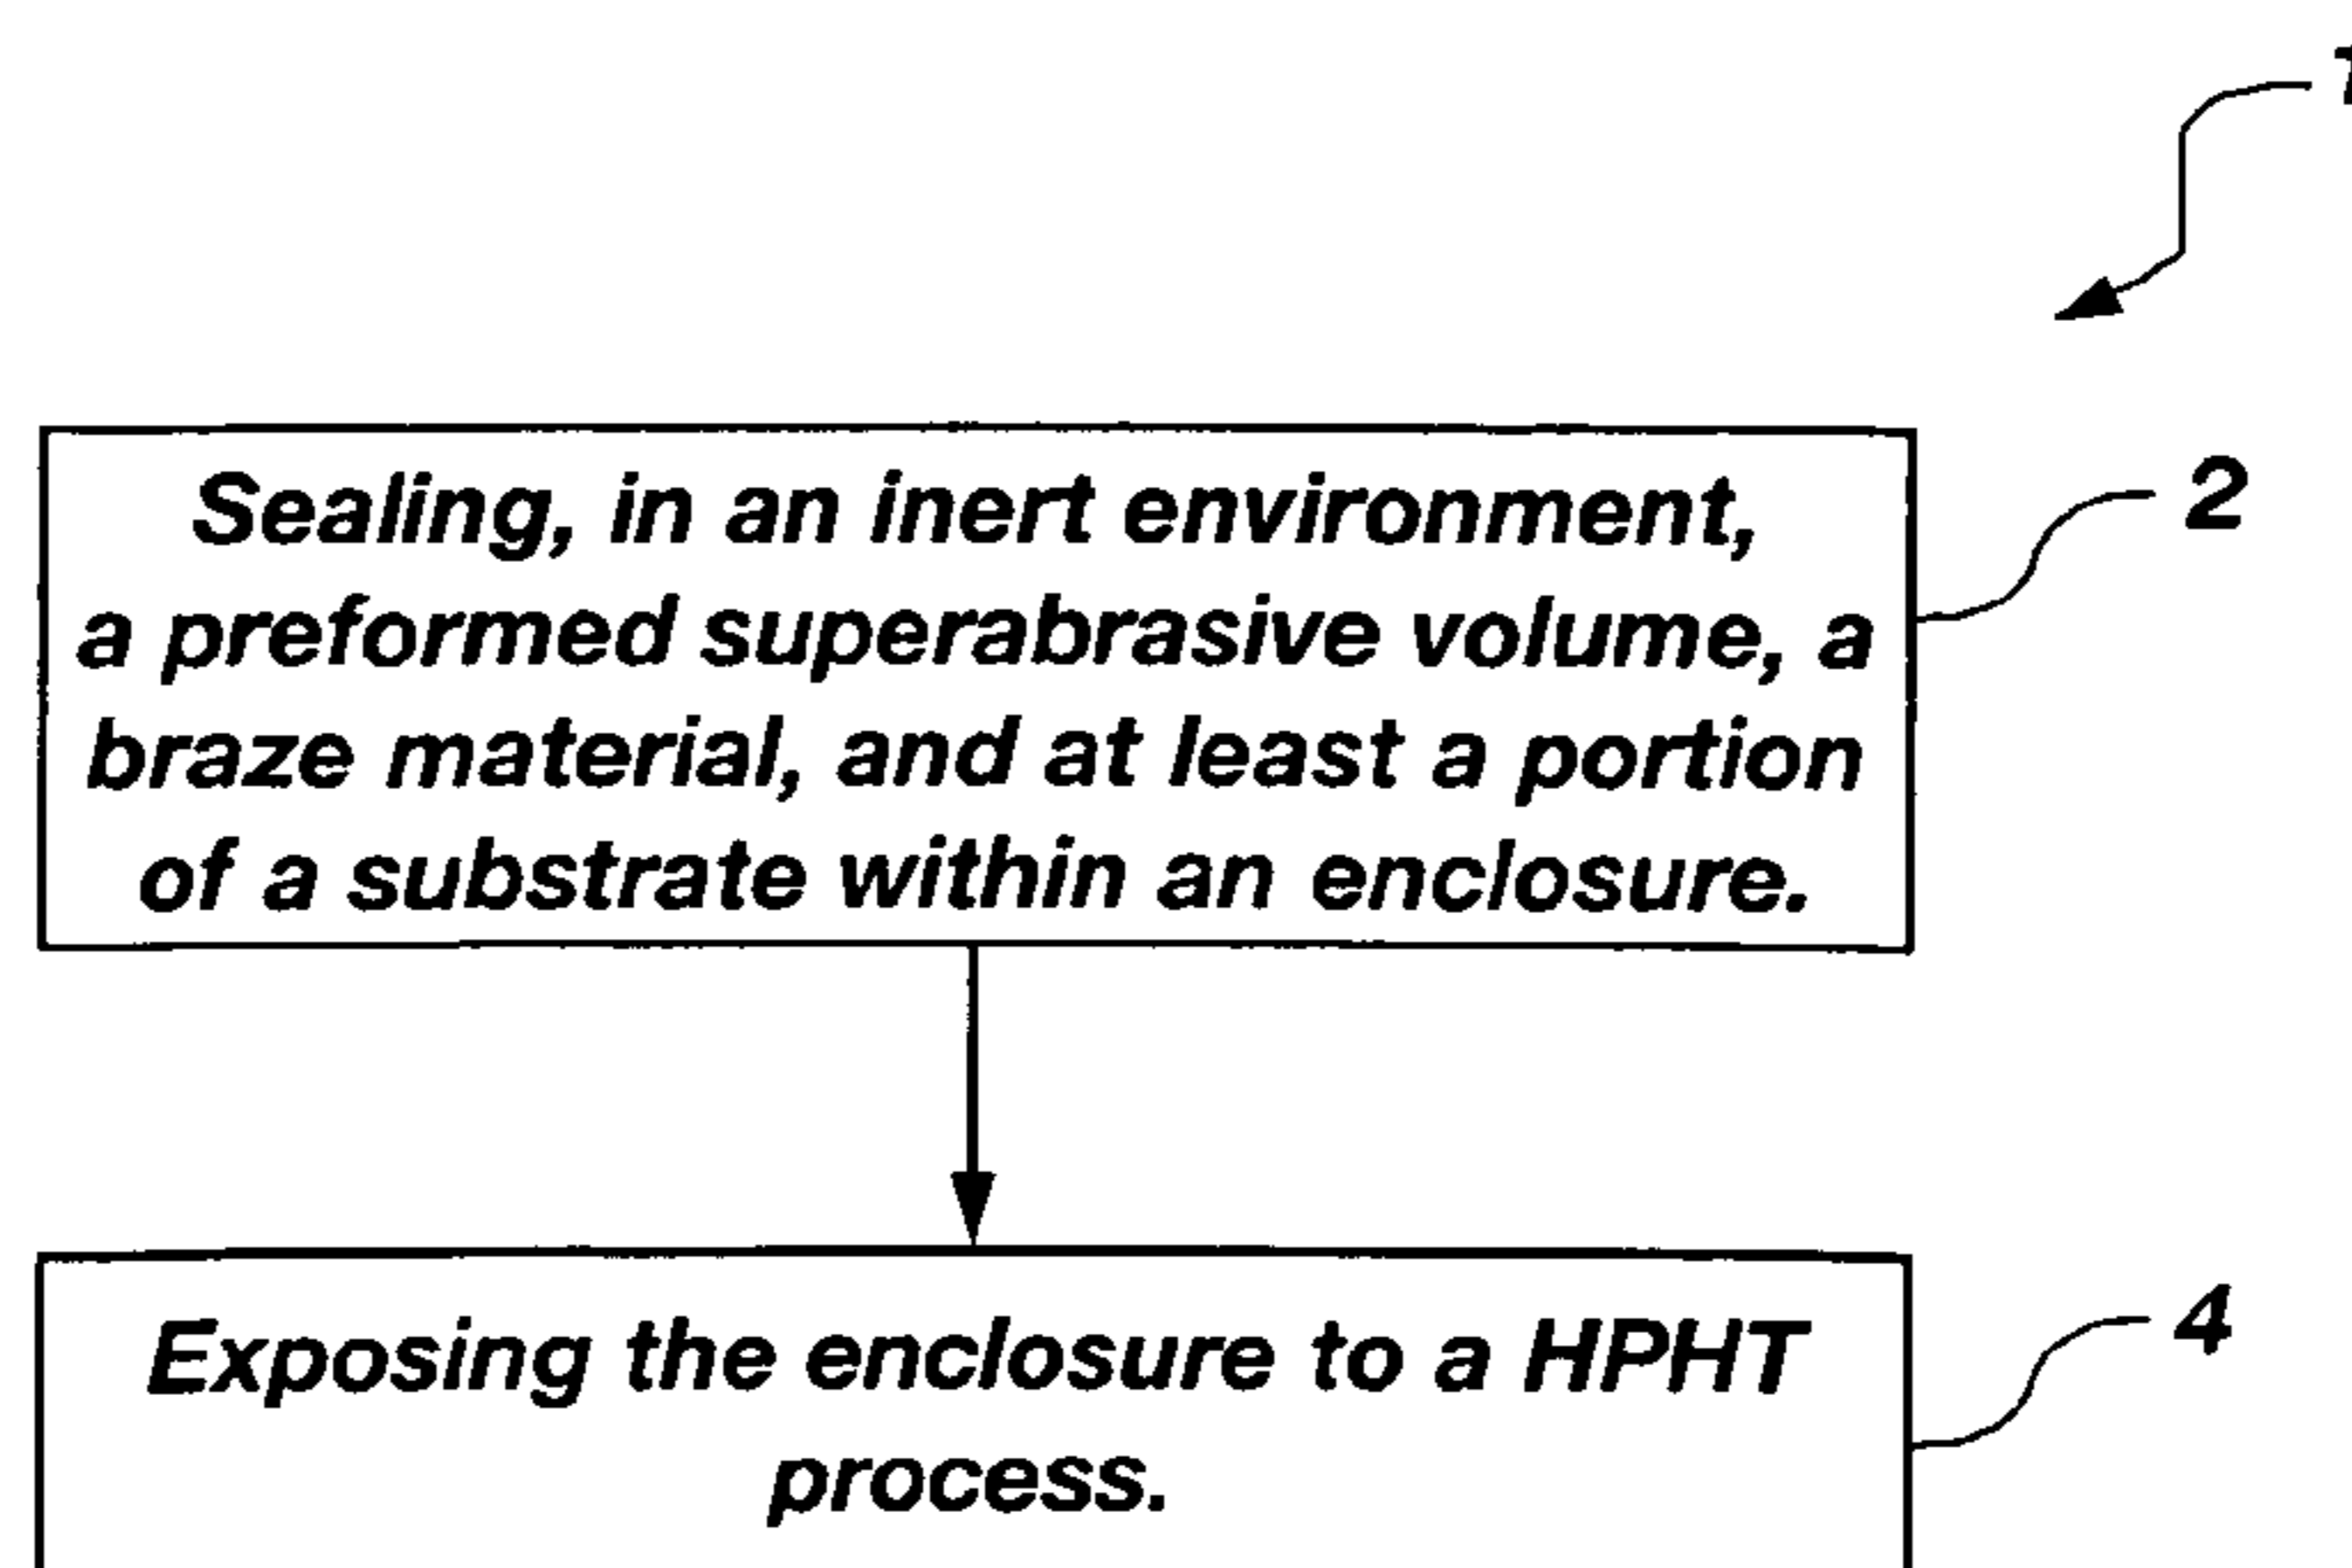 Sealing, in an inert environment,
a preformed superabrasive volume, a
braze material, and at least a portion
of a substrate within an enclosure.
2
Exposing the enclosure to a HPHT
process.
4